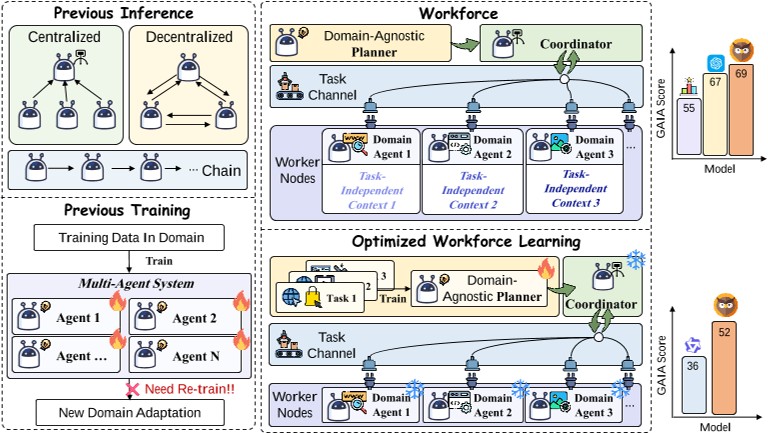 Previous Inference
Centralized
Decentralized
... Chain
Previous Training
Training Data In Domain
Train
Multi-Agent System
Agent 1
Agent 2
Agent ...
Agent N
Need Re-train!!
New Domain Adaptation
Workforce
Domain-Agnostic
Planner
Coordinator
Task
Channel
Worker
Nodes
WWW
Domain
Agent 1
Task-
Independent
Context 1
Domain
Agent 2
Task-
Independent
Context 2
Domain
Agent 3
Task-
Independent
Context 3
...
Optimized Workforce Learning
3
2
Task 1
Train
Domain-
Agnostic Planner
Coordinator
Task
Channel
Worker
Nodes
WWW
Domain
Agent 1
Domain
Agent 2
Domain
Agent 3
...
GAIA Score
55
67
69
Model
GAIA Score
36
52
Model